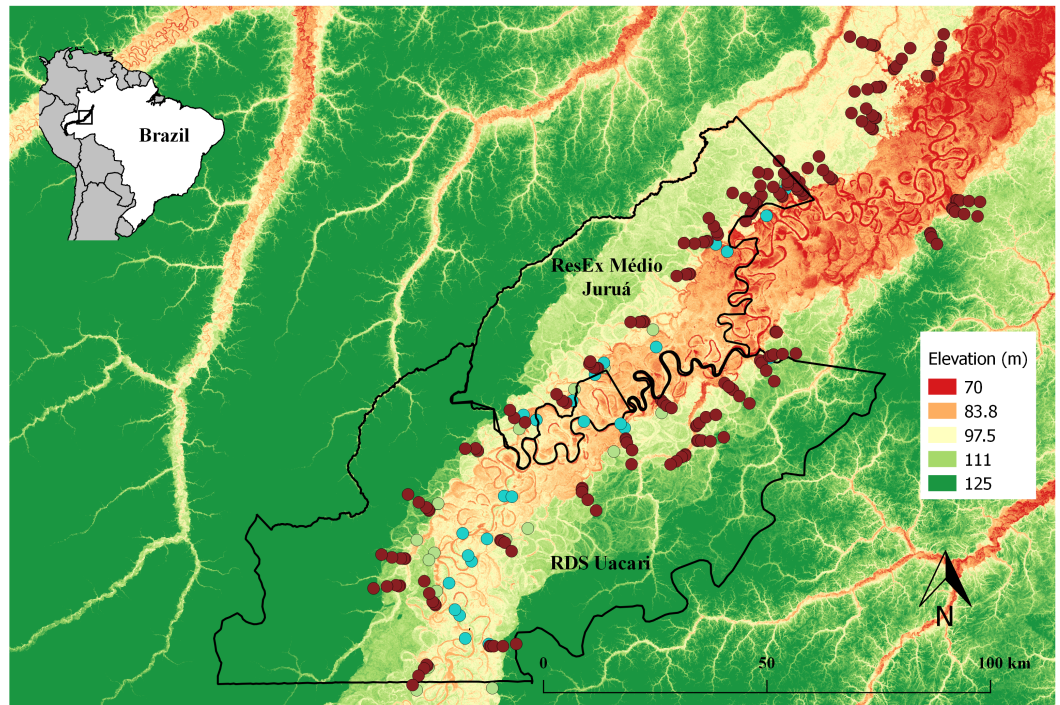 Brazil
ResEx Médio
Juruá
Elevation (m)
70
83.8
97.5
111
125
RDS Uacari
N
0 50 100 km